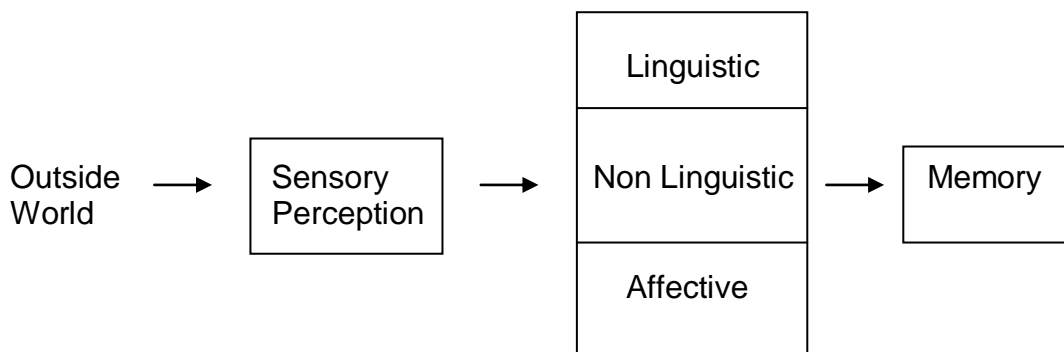 Outside
World
Sensory
Perception
Linguistic
Non Linguistic
Affective
Memory